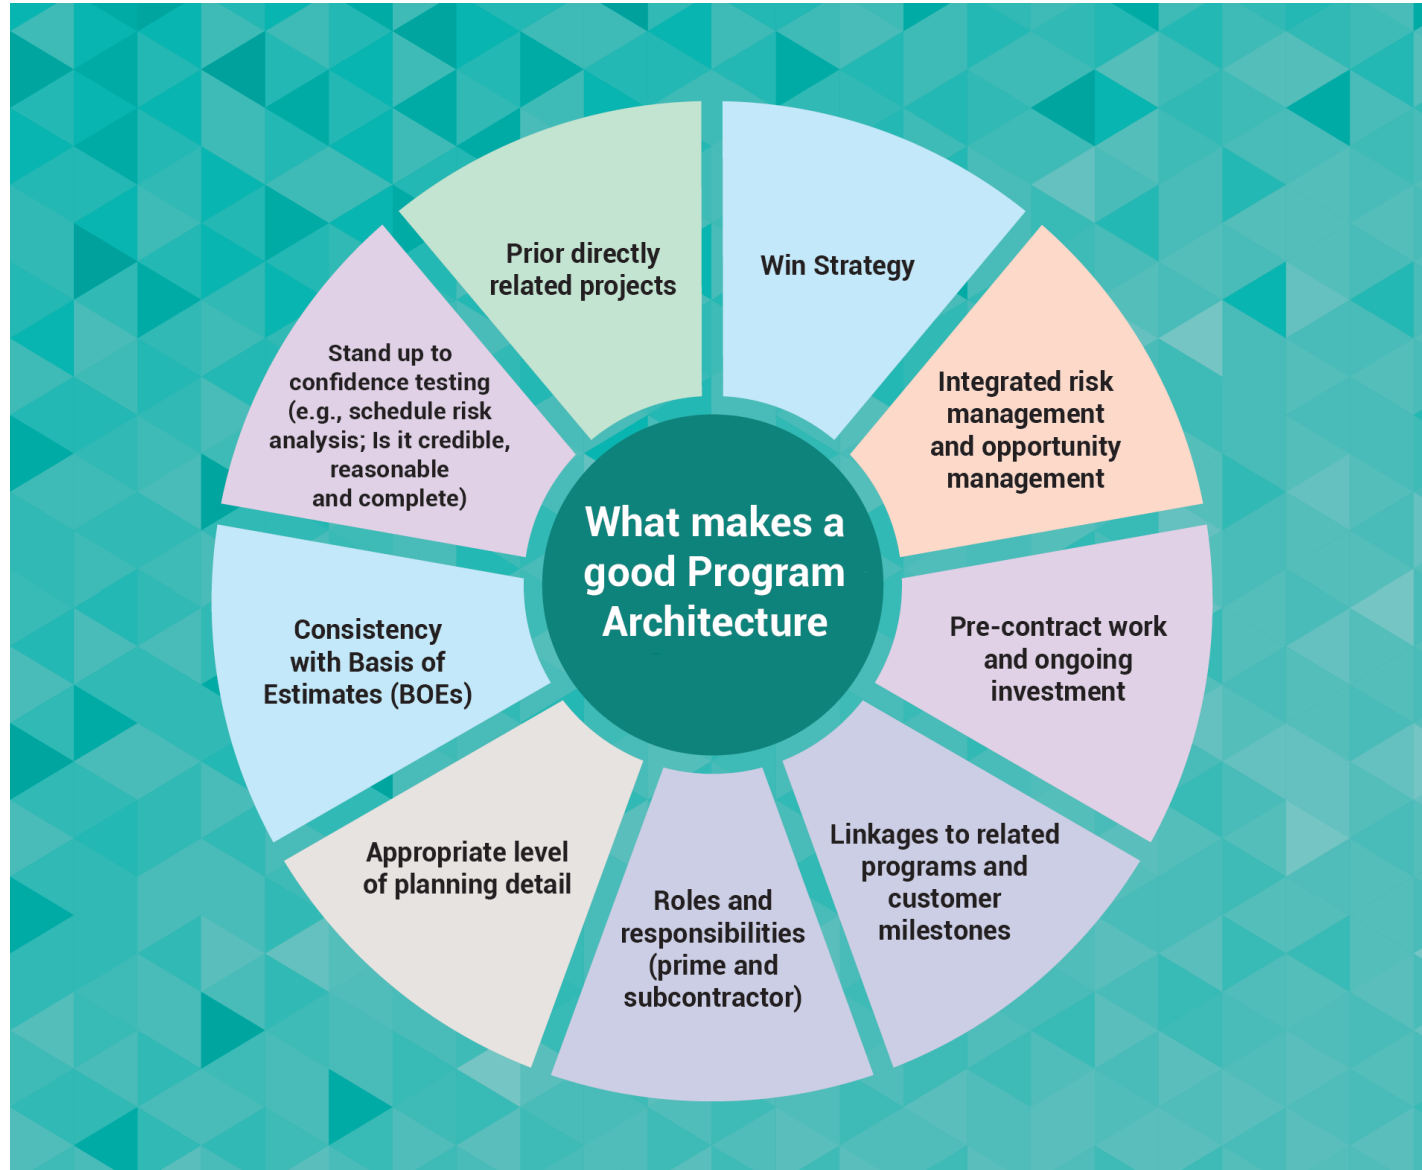 What makes a
good Program
Architecture
Win Strategy
Integrated risk
management
and opportunity
management
Pre-contract work
and ongoing
investment
Linkages to related
programs and
customer
milestones
Roles and
responsibilities
(prime and
subcontractor)
Appropriate level
of planning detail
Consistency
with Basis of
Estimates (BOEs)
Stand up to
confidence testing
(e.g., schedule risk
analysis; Is it credible,
reasonable
and complete)
Prior directly
related projects